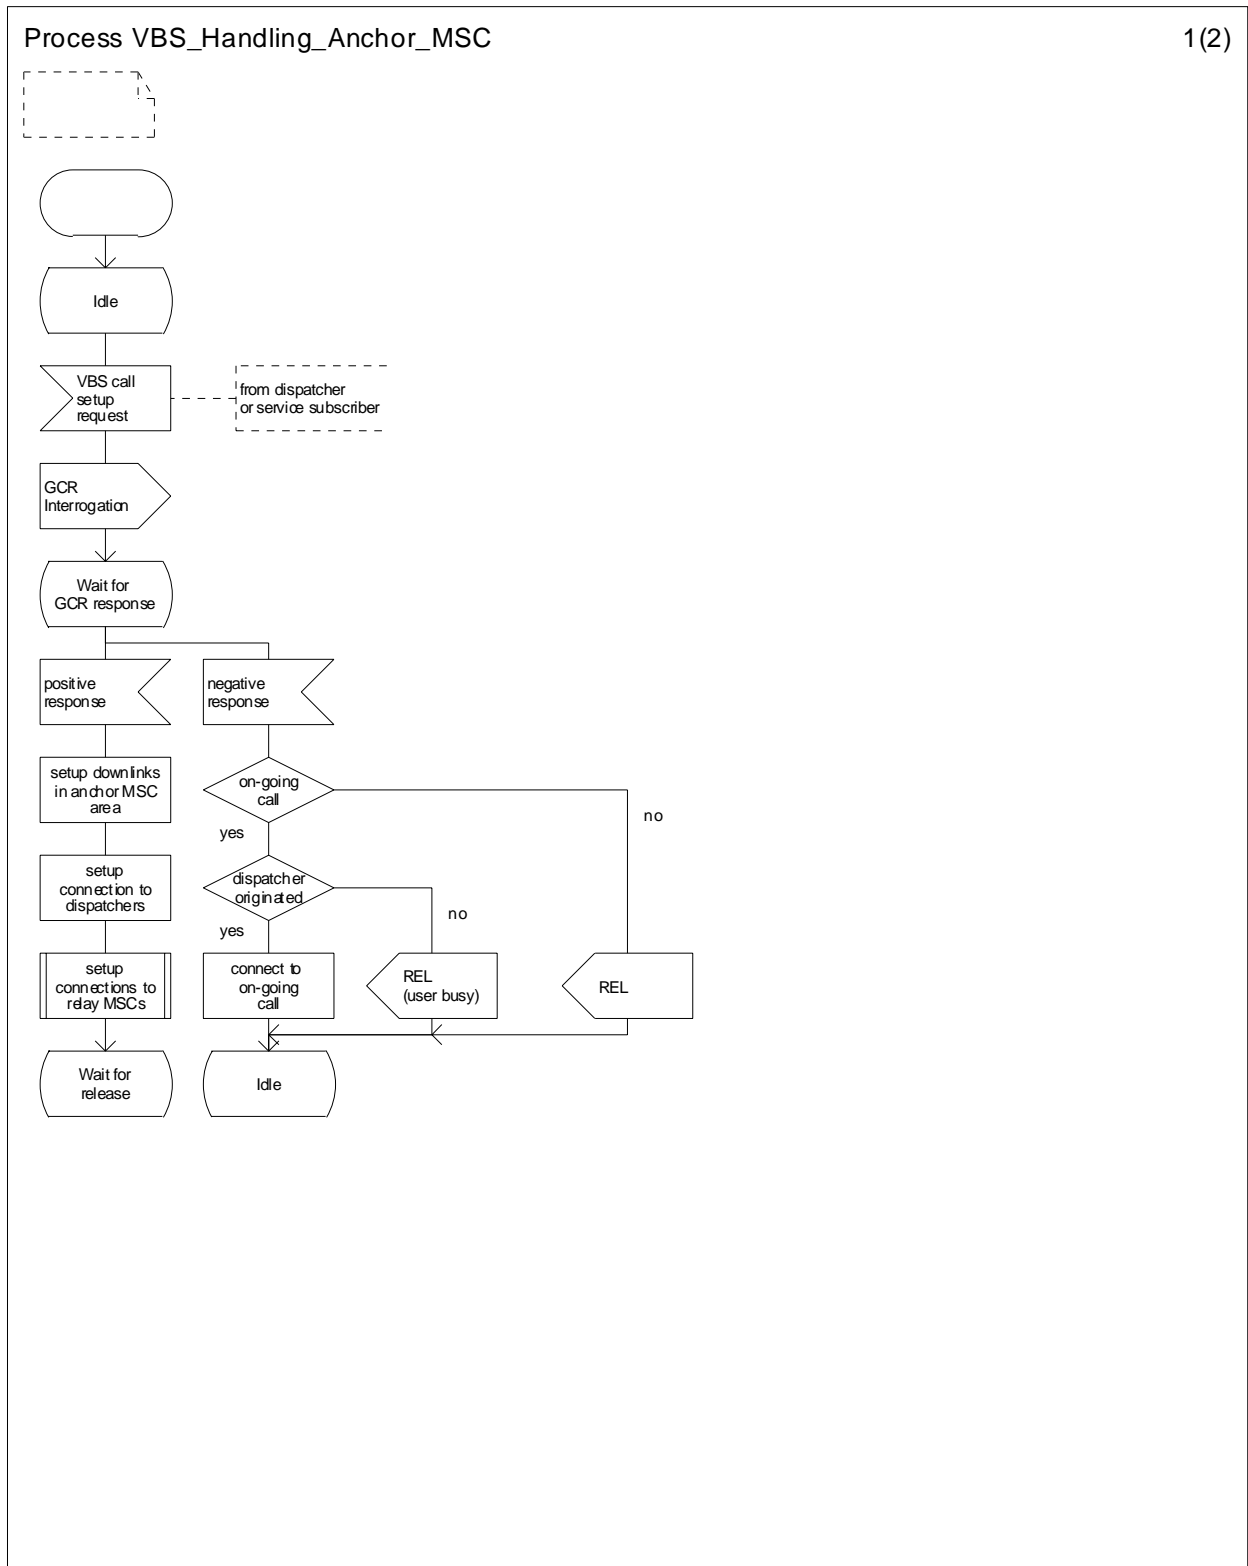 Process VBS_Handling_Anchor_MSC
1(2)
Idle
VBS call
setup
request
from dispatcher
or service subscriber
GCR
Interrogation
Wait for
GCR response
positive
response
negative
response
setup downlinks
in anchor MSC
area
on-going
call
no
yes
setup
connection to
dispatchers
dispatcher
originated
no
yes
setup
connections to
relay MSCs
connect to
on-going
call
REL
(user busy)
REL
Wait for
release
Idle